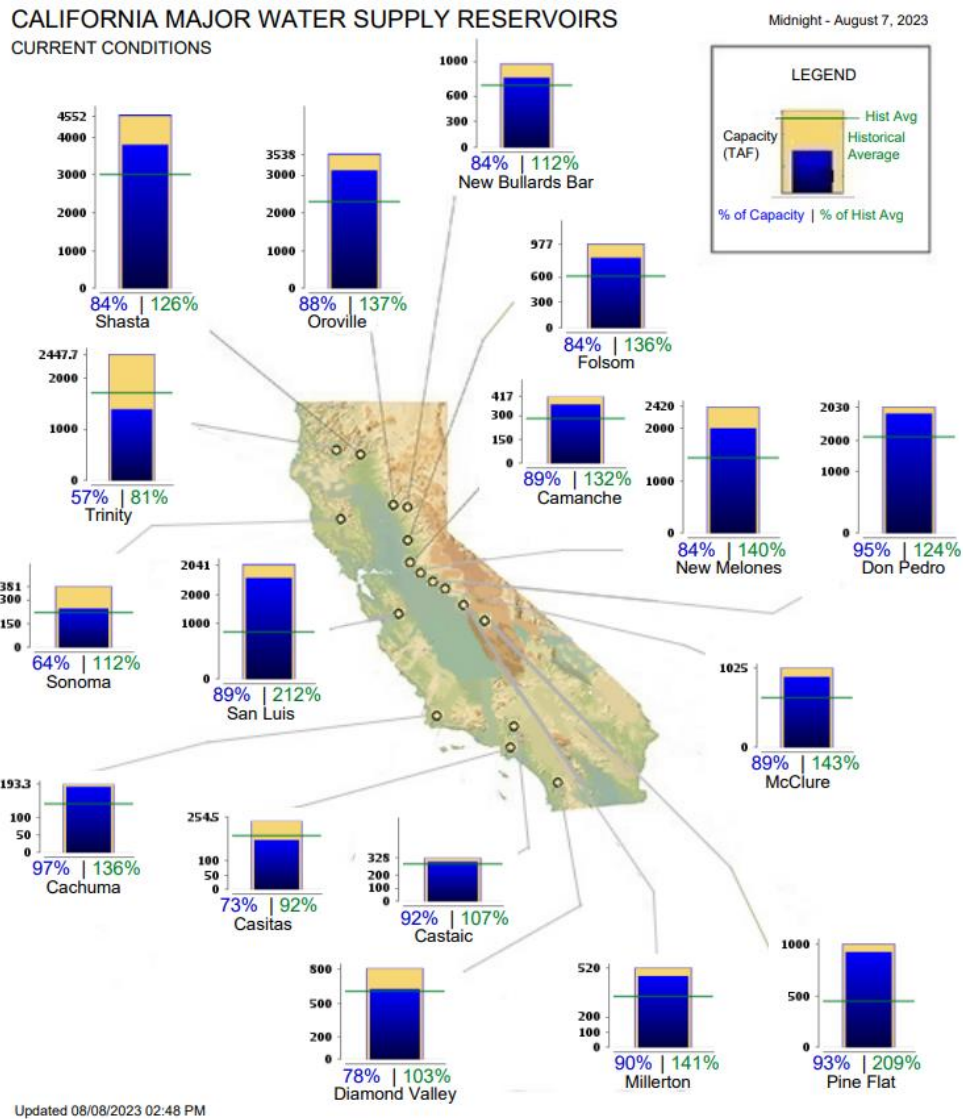 CALIFORNIA MAJOR WATER SUPPLY RESERVOIRS
Midnight - August 7, 2023
CURRENT CONDITIONS
LEGEND
Hist Avg
Capacity
(TAF)
Historical
Average
% of Capacity | % of Hist Avg
1000
600
300
0
84% | 112%
New Bullards Bar
4552
4000
3000
2000
1000
0
84% | 126%
Shasta
3538
3000
2000
1000
0
88% | 137%
Oroville
977
600
300
0
84% | 136%
Folsom
2447.7
2000
1000
0
57% | 81%
Trinity
417
300
150
0
89% | 132%
Camanche
2420
2000
1000
0
84% | 140%
New Melones
2030
2000
1000
0
95% | 124%
Don Pedro
381
300
150
0
64% | 112%
Sonoma
2041
2000
1000
0
89% | 212%
San Luis
1025
0
89% | 143%
McClure
193.3
100
50
0
97% | 136%
Cachuma
254.5
100
50
0
73% | 92%
Casitas
328
200
100
0
92% | 107%
Castaic
800
500
200
0
78% | 103%
Diamond Valley
520
200
100
0
90% | 141%
Millerton
1000
500
0
93% | 209%
Pine Flat
Updated 08/08/2023 02:48 PM